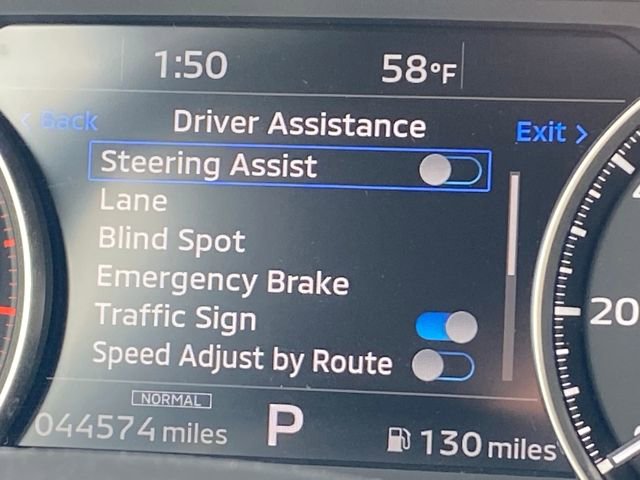 1:50 58°F
< Back Driver Assistance Exit >
Steering Assist
Lane
Blind Spot
Emergency Brake
Traffic Sign
Speed Adjust by Route
NORMAL
044574 miles P 130 miles
20